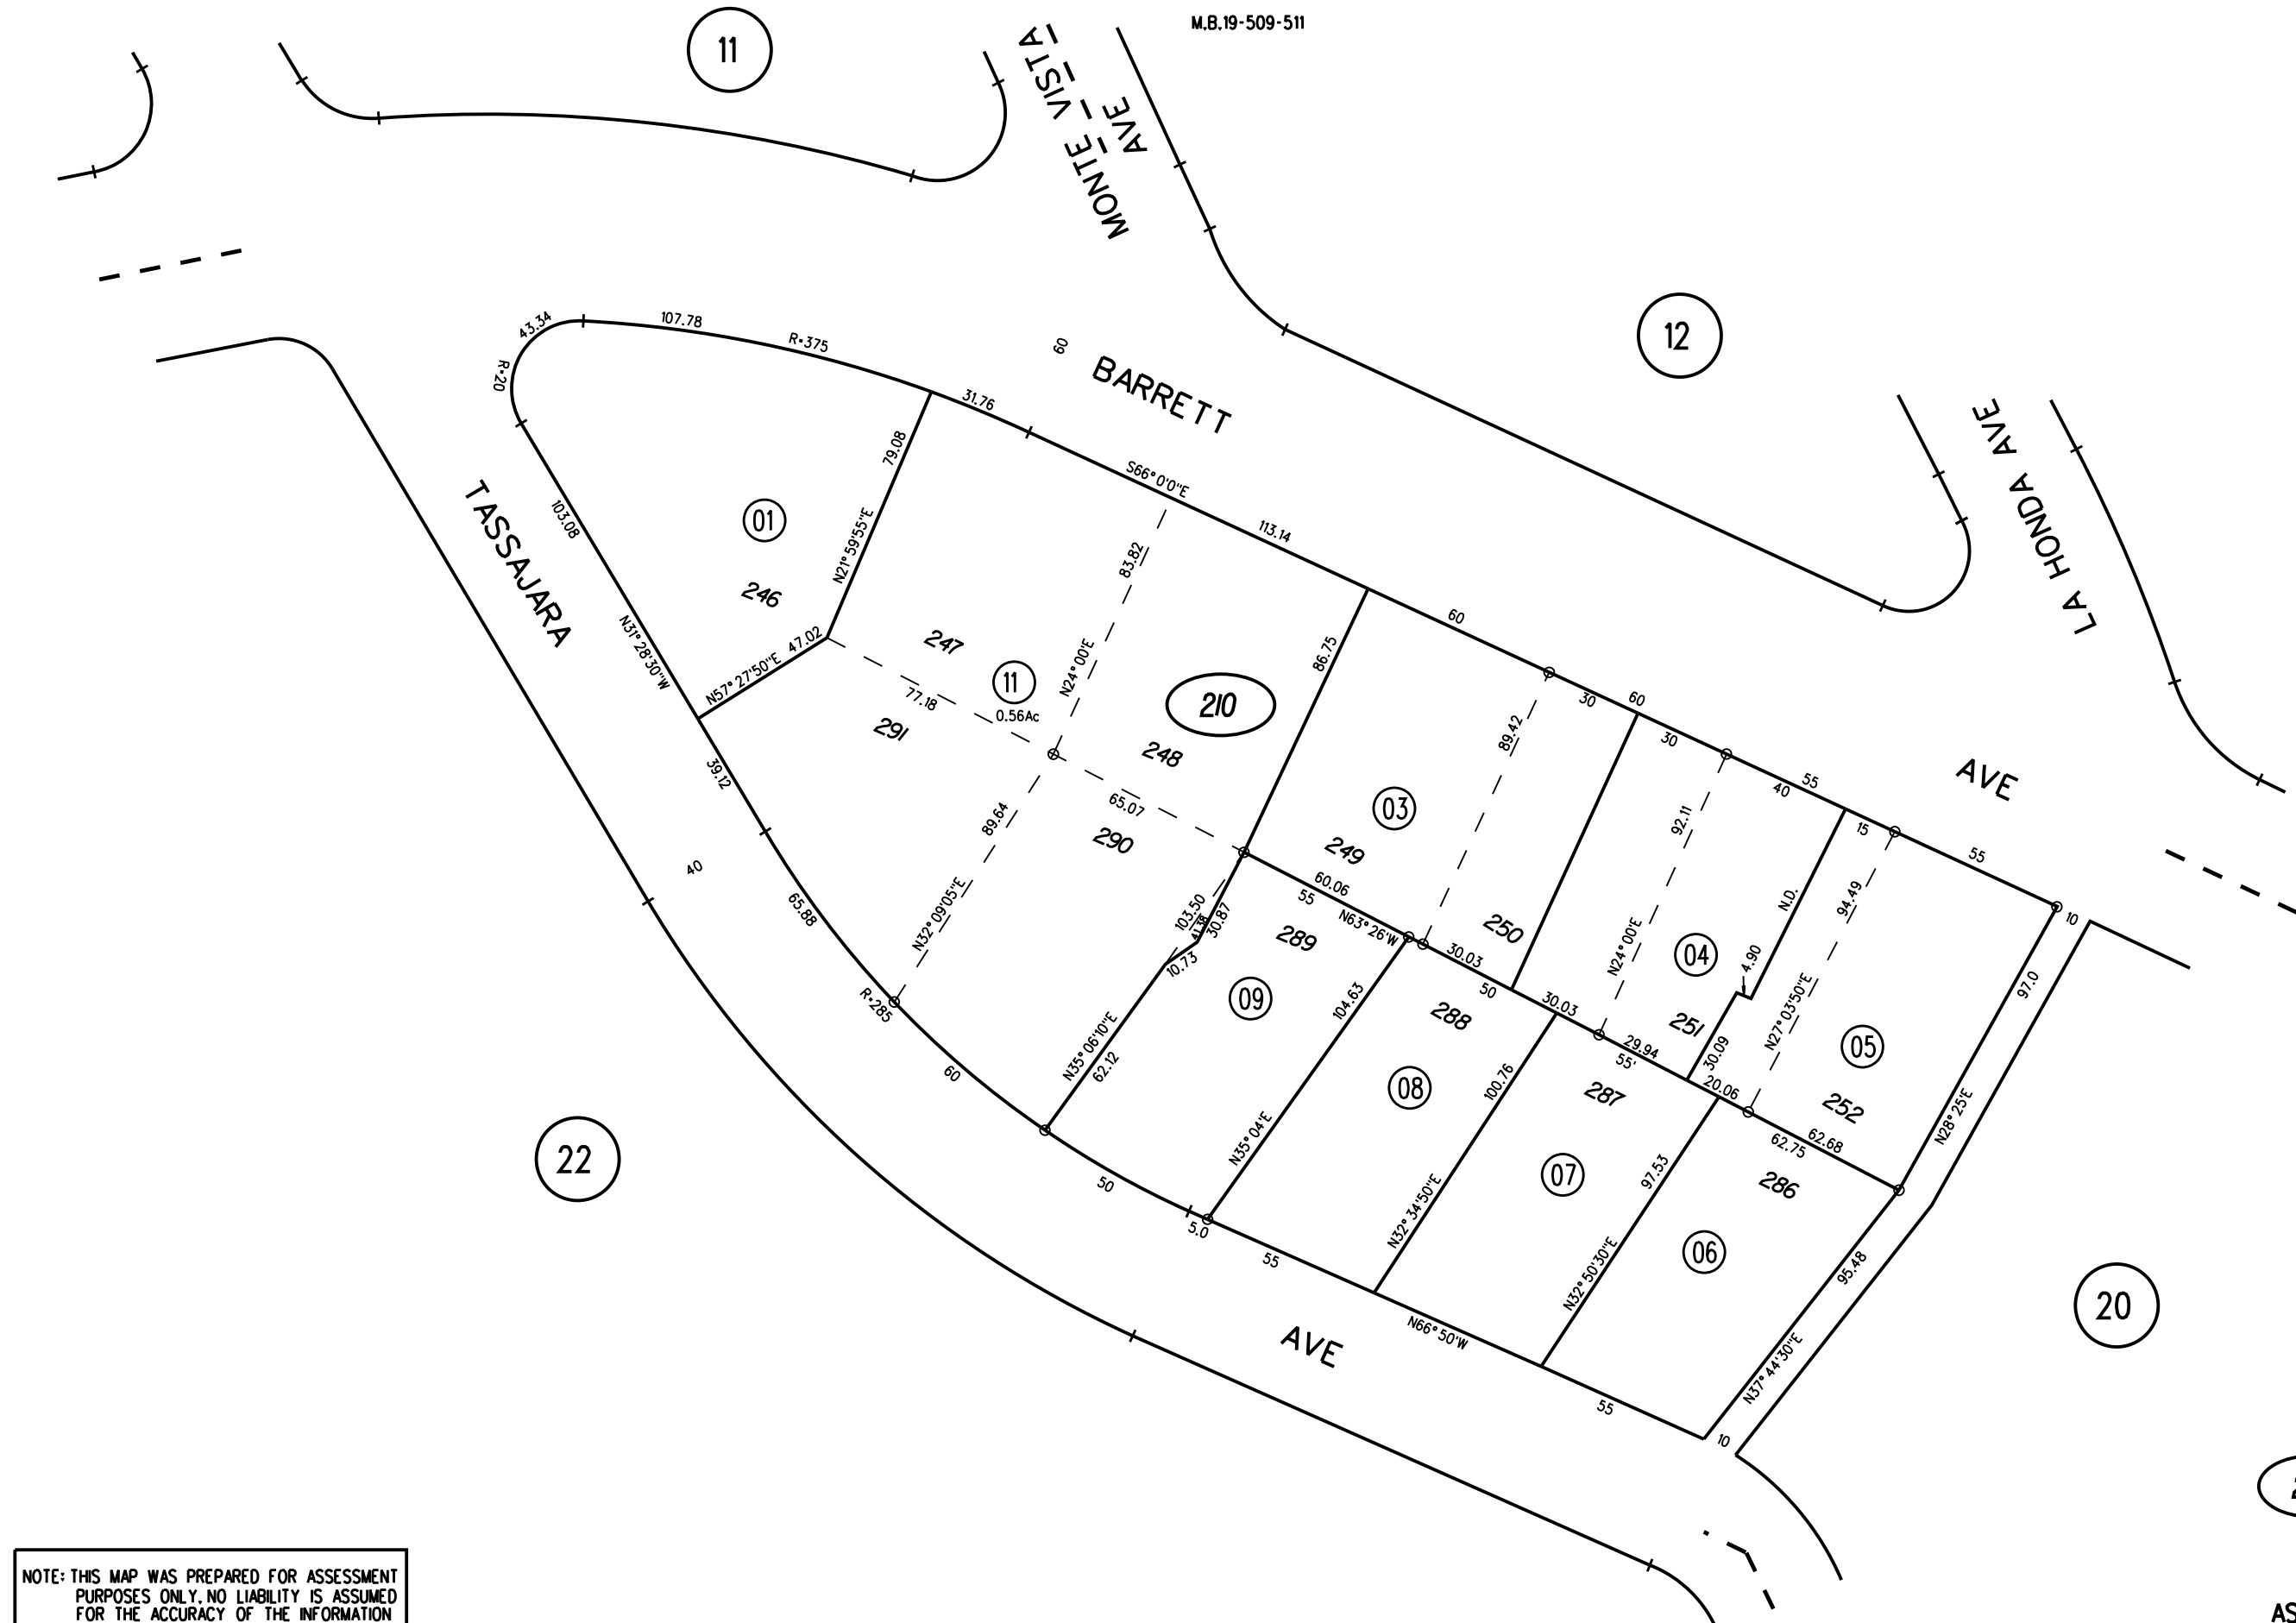 M.B.19-509-511
11
MONTE VISTA
AVE
12
LA HONDA AVE
BARRETT
AVE
60
43.34
R=20
107.78
R=375
31.76
S66°0'0"E
113.14
60
30
60
30
55
40
15
55
10
TASSAJARA
AVE
103.08
N31°28'30"W
39.12
40
65.88
R=285
60
50
5.0
55
N66°50'W
55
10
01
246
79.08
N21°59'55"E
N57°27'50"E 47.02
247
77.18
11
0.56Ac
291
83.82
N24°00'E
210
248
65.07
290
89.64
N32°09'05"E
86.75
03
249
60.06
55
N63°26'W
89.42
250
30.03
50
30.03
103.50
41.38
30.87
10.73
289
09
N35°06'10"E
62.12
104.63
N35°04'E
288
08
100.76
N32°34'50"E
92.11
N24°00'E
04
251
N.D.
4.90
30.09
29.94
55'
20.06
94.49
N27°03'50"E
05
252
97.0
N28°25'E
62.68
62.75
287
07
97.53
N32°50'30"E
286
06
95.48
N37°44'30"E
22
20
NOTE: THIS MAP WAS PREPARED FOR ASSESSMENT
PURPOSES ONLY. NO LIABILITY IS ASSUMED
FOR THE ACCURACY OF THE INFORMATION
AS